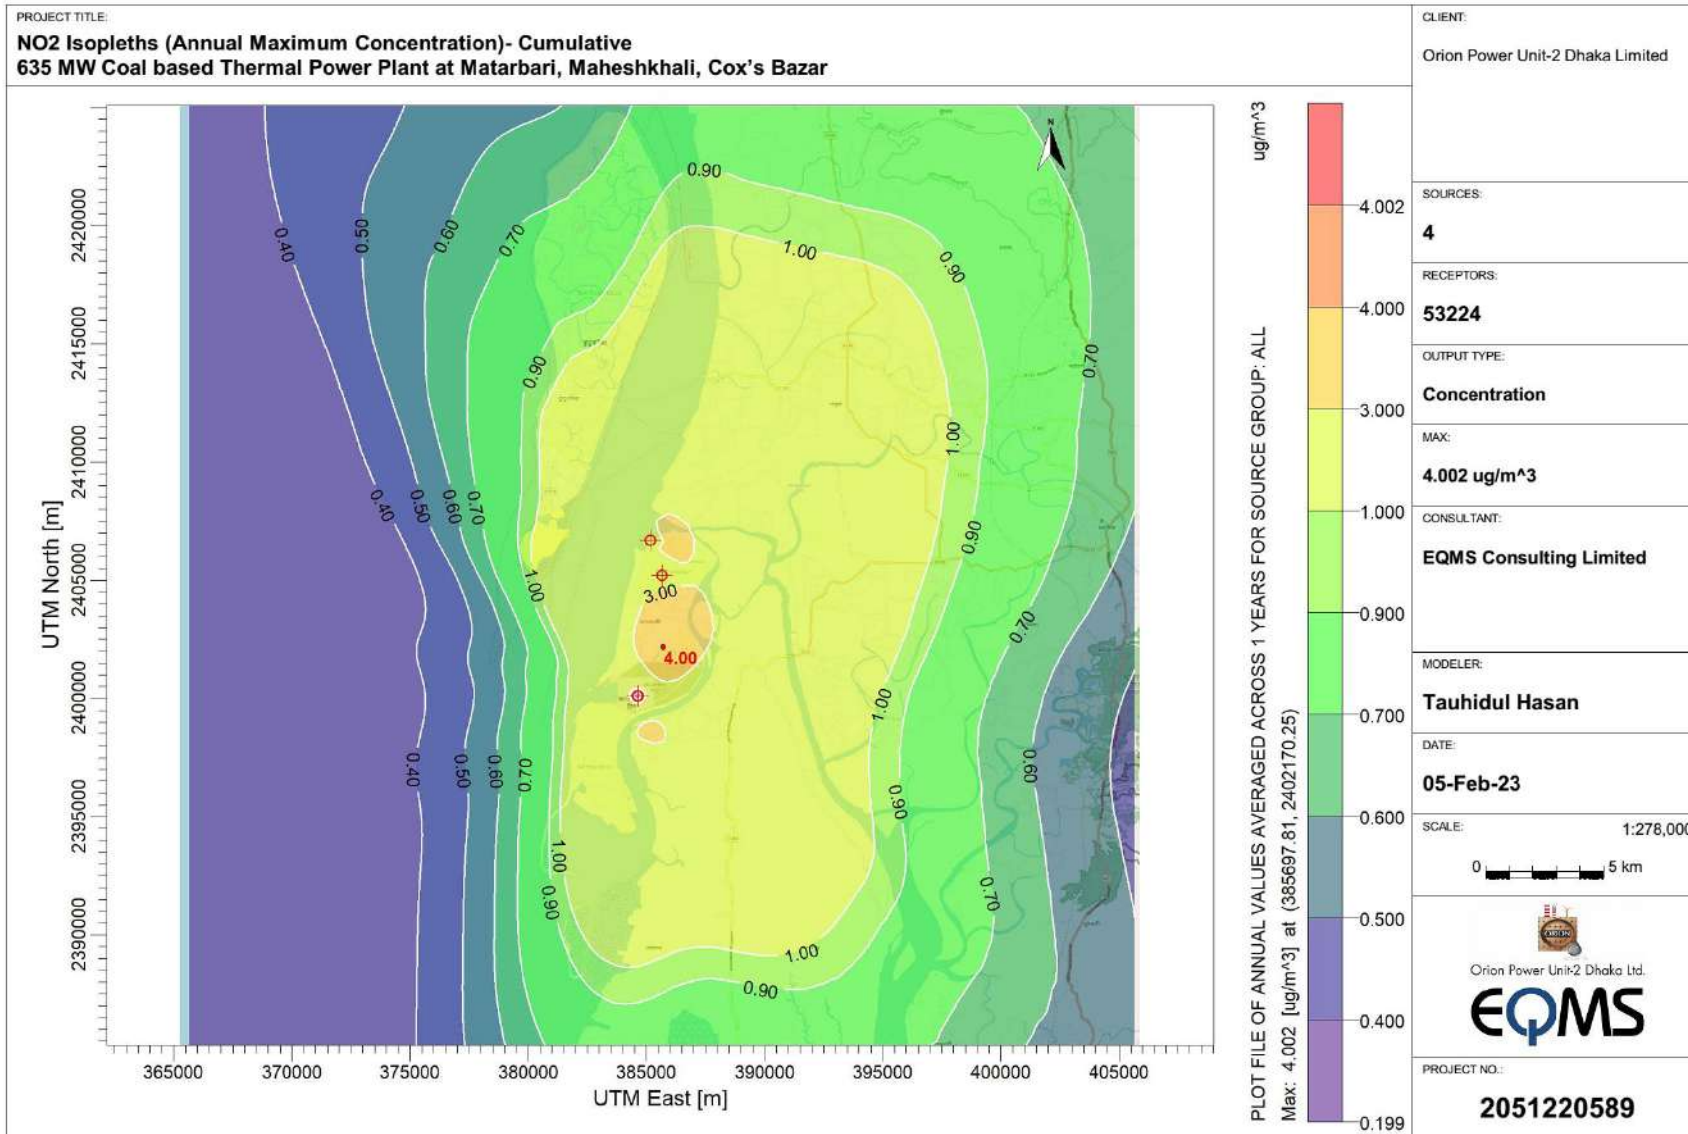 PROJECT TITLE:
NO2 Isopleths (Annual Maximum Concentration)- Cumulative
635 MW Coal based Thermal Power Plant at Matarbari, Maheshkhali, Cox's Bazar
UTM North [m]
2420000
2415000
2410000
2405000
2400000
2395000
2390000
0.40
0.50
0.60
0.70
0.90
1.00
0.90
0.90
0.70
1.00
0.90
0.40
0.50
0.60
0.70
1.00
3.00
4.00
0.70
1.00
0.60
0.40
0.50
0.60
0.70
0.90
1.00
0.90
0.70
1.00
0.90
N
365000
370000
375000
380000
385000
390000
395000
400000
405000
UTM East [m]
PLOT FILE OF ANNUAL VALUES AVERAGED ACROSS 1 YEARS FOR SOURCE GROUP: ALL
ug/m^3
Max: 4.002 [ug/m^3] at (385697.81, 2402170.25)
4.002
4.000
3.000
1.000
0.900
0.700
0.600
0.500
0.400
0.199
CLIENT:
Orion Power Unit-2 Dhaka Limited
SOURCES:
4
RECEPTORS:
53224
OUTPUT TYPE:
Concentration
MAX:
4.002 ug/m^3
CONSULTANT:
EQMS Consulting Limited
MODELER:
Tauhidul Hasan
DATE:
05-Feb-23
SCALE:
1:278,000
0
5 km
ORION
Orion Power Unit-2 Dhaka Ltd.
EQMS
PROJECT NO.:
2051220589